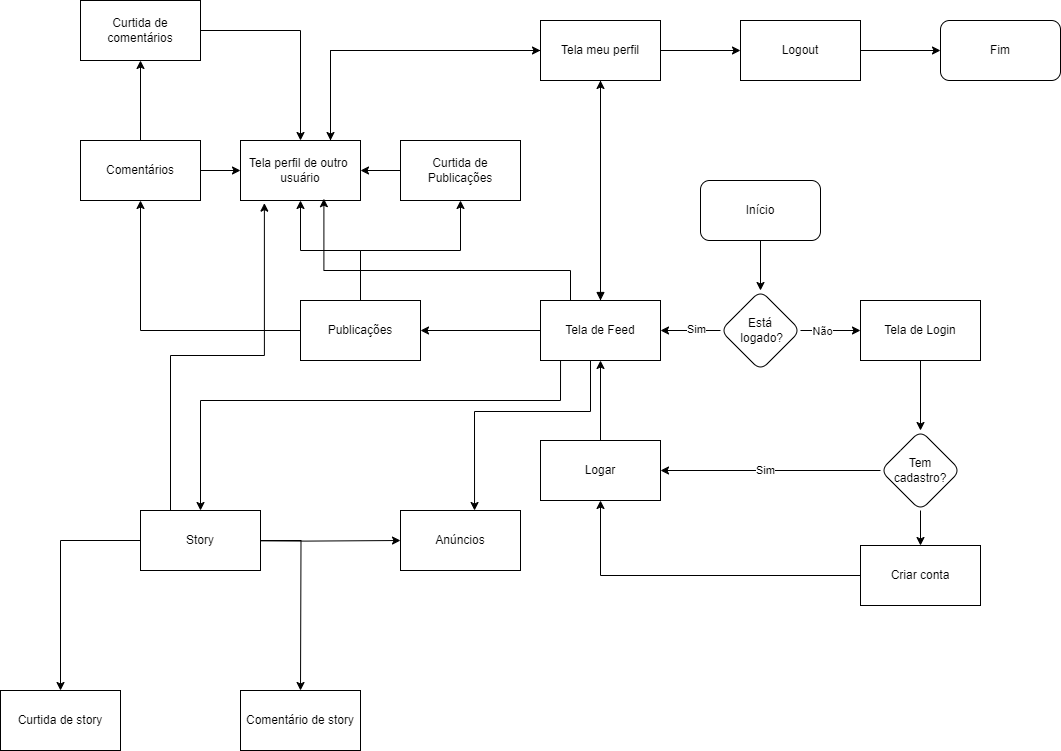 Curtida de
comentários
Tela meu perfil
Logout
Fim
Comentários
Tela perfil de outro
usuário
Curtida de
Publicações
Início
Publicações
Tela de Feed
Sim
Está
logado?
Não
Tela de Login
Logar
Sim
Tem
cadastro?
Story
Anúncios
Criar conta
Curtida de story
Comentário de story